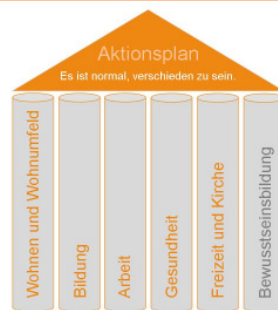 Aktionsplan
Es ist normal, verschieden zu sein.
Wohnen und Wohnumfeld
Bildung
Arbeit
Gesundheit
Freizeit und Kirche
Bewusstseinsbildung